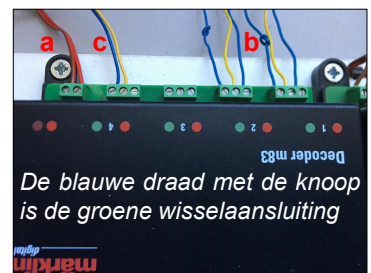 a c b
4 3 2 1
Decoder m83
De blauwe draad met de knoop
is de groene wisselaansluiting
märklin
digital